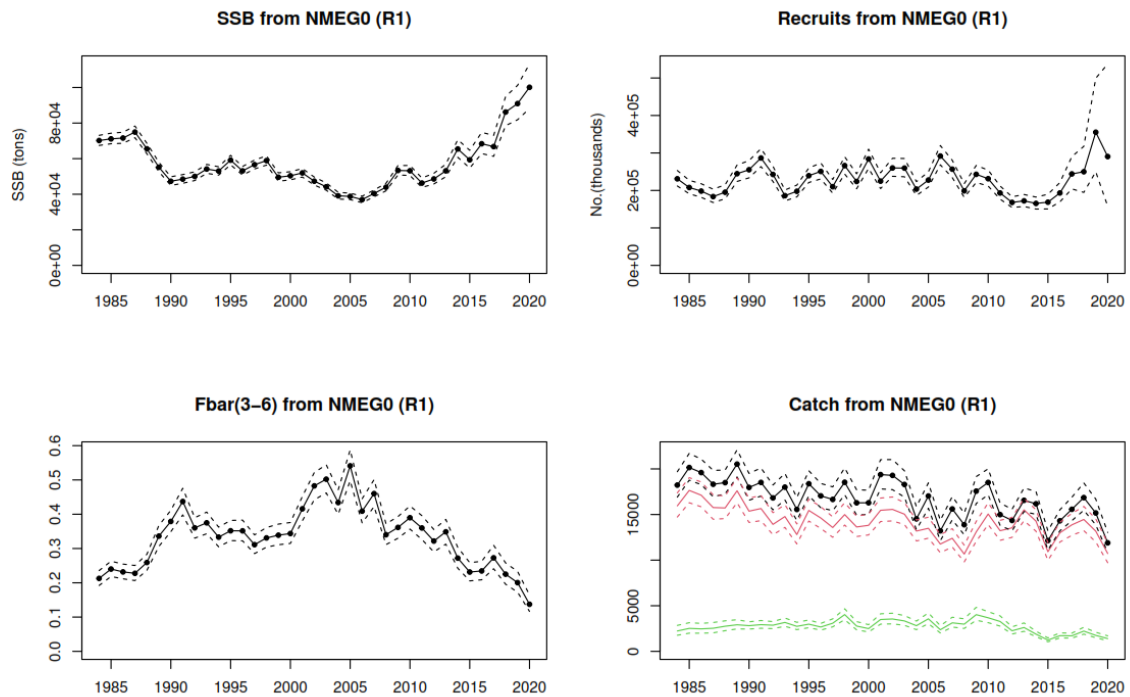 SSB from NMEG0 (R1)
SSB (tons)
0e+00 4e+04 8e+04
1985 1990 1995 2000 2005 2010 2015 2020
Recruits from NMEG0 (R1)
No.(thousands)
0e+00 2e+05 4e+05
1985 1990 1995 2000 2005 2010 2015 2020
Fbar(3−6) from NMEG0 (R1)
0.0 0.1 0.2 0.3 0.4 0.5 0.6
1985 1990 1995 2000 2005 2010 2015 2020
Catch from NMEG0 (R1)
0 5000 15000
1985 1990 1995 2000 2005 2010 2015 2020